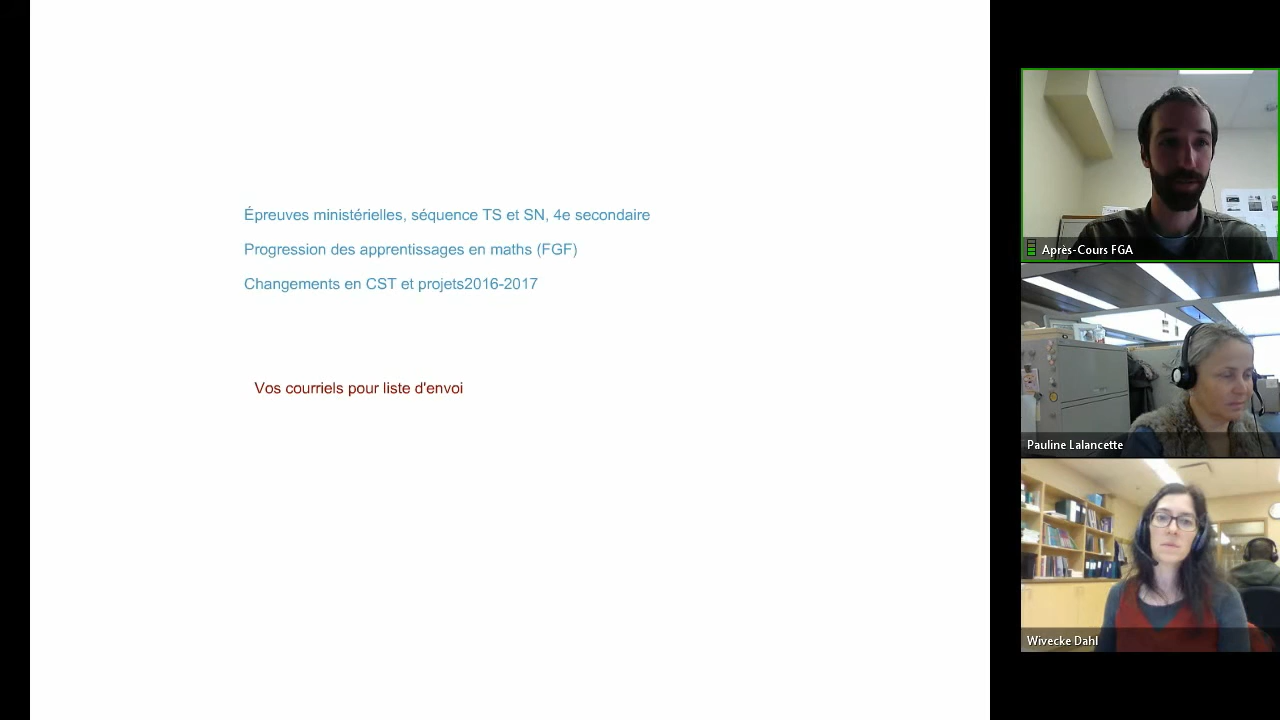 Épreuves ministérielles, séquence TS et SN, 4e secondaire
Progression des apprentissages en maths (FGF)
Changements en CST et projets2016-2017
Vos courriels pour liste d'envoi
Après-Cours FGA
Pauline Lalancette
Wivecke Dahl